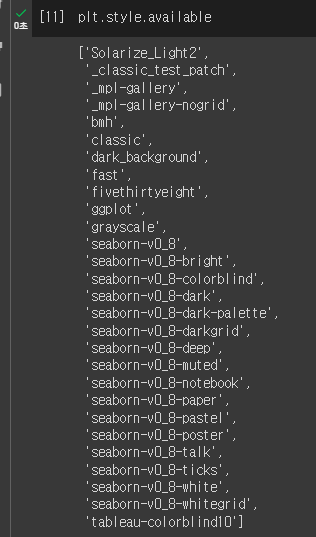 [11] plt.style.available
0초
['Solarize_Light2',
'_classic_test_patch',
'_mpl-gallery',
'_mpl-gallery-nogrid',
'bmh',
'classic',
'dark_background',
'fast',
'fivethirtyeight',
'ggplot',
'grayscale',
'seaborn-v0_8',
'seaborn-v0_8-bright',
'seaborn-v0_8-colorblind',
'seaborn-v0_8-dark',
'seaborn-v0_8-dark-palette',
'seaborn-v0_8-darkgrid',
'seaborn-v0_8-deep',
'seaborn-v0_8-muted',
'seaborn-v0_8-notebook',
'seaborn-v0_8-paper',
'seaborn-v0_8-pastel',
'seaborn-v0_8-poster',
'seaborn-v0_8-talk',
'seaborn-v0_8-ticks',
'seaborn-v0_8-white',
'seaborn-v0_8-whitegrid',
'tableau-colorblind10']